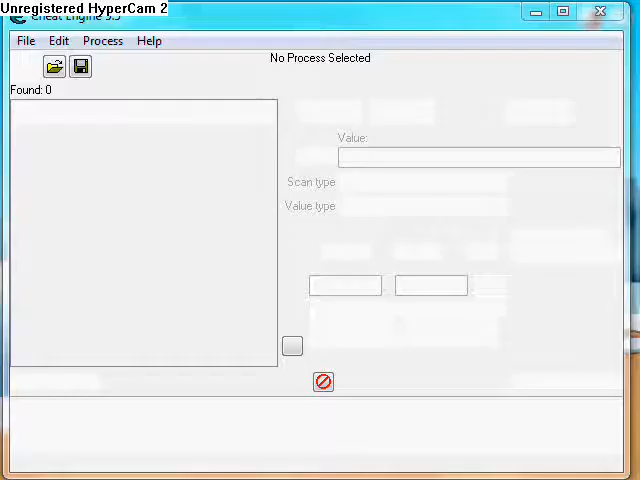 Unregistered HyperCam 2
Cheat Engine 5.5
File Edit Process Help
No Process Selected
Found: 0
Value:
Scan type
Value type